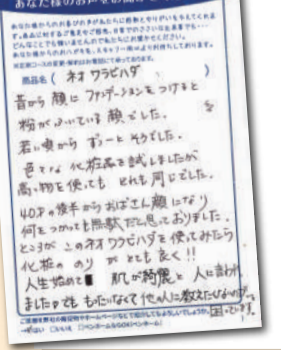 あなた様のお声をお聞かせ
商品名（ ネオワラビハダ ）
昔から 顔に ファンデーションをつけると
粉がふいている 顔でした。
若い頃から ずーっと そうでした。
色々な 化粧品を試しましたが
高い物を使っても どれも 同じでした。
40才の後半からおばさん顔になり
何をつかっても無駄だと思っておりました。
ところが このネオワラビハダを使ってみたら
化粧の のり が とても 良く!!
人生始めて 肌が綺麗と 人に言われ
ましたヨでも もったいなくて他の人に教えたくないので
困っています。